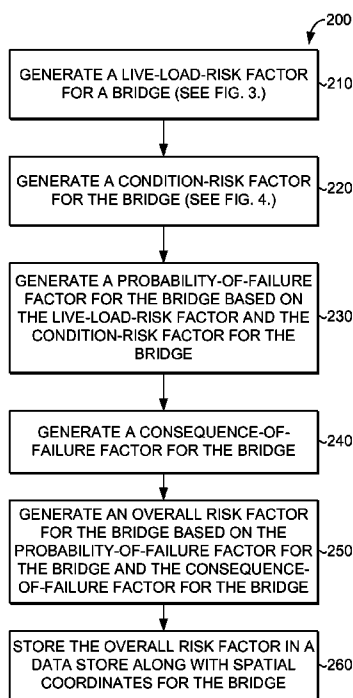 200
GENERATE A LIVE-LOAD-RISK FACTOR
FOR A BRIDGE (SEE FIG. 3.)
210
GENERATE A CONDITION-RISK FACTOR
FOR THE BRIDGE (SEE FIG. 4.)
220
GENERATE A PROBABILITY-OF-FAILURE
FACTOR FOR THE BRIDGE BASED ON
THE LIVE-LOAD-RISK FACTOR AND THE
CONDITION-RISK FACTOR FOR THE
BRIDGE
230
GENERATE A CONSEQUENCE-OF-
FAILURE FACTOR FOR THE BRIDGE
240
GENERATE AN OVERALL RISK FACTOR
FOR THE BRIDGE BASED ON THE
PROBABILITY-OF-FAILURE FACTOR FOR
THE BRIDGE AND THE CONSEQUENCE-
OF-FAILURE FACTOR FOR THE BRIDGE
250
STORE THE OVERALL RISK FACTOR IN A
DATA STORE ALONG WITH SPATIAL
COORDINATES FOR THE BRIDGE
260